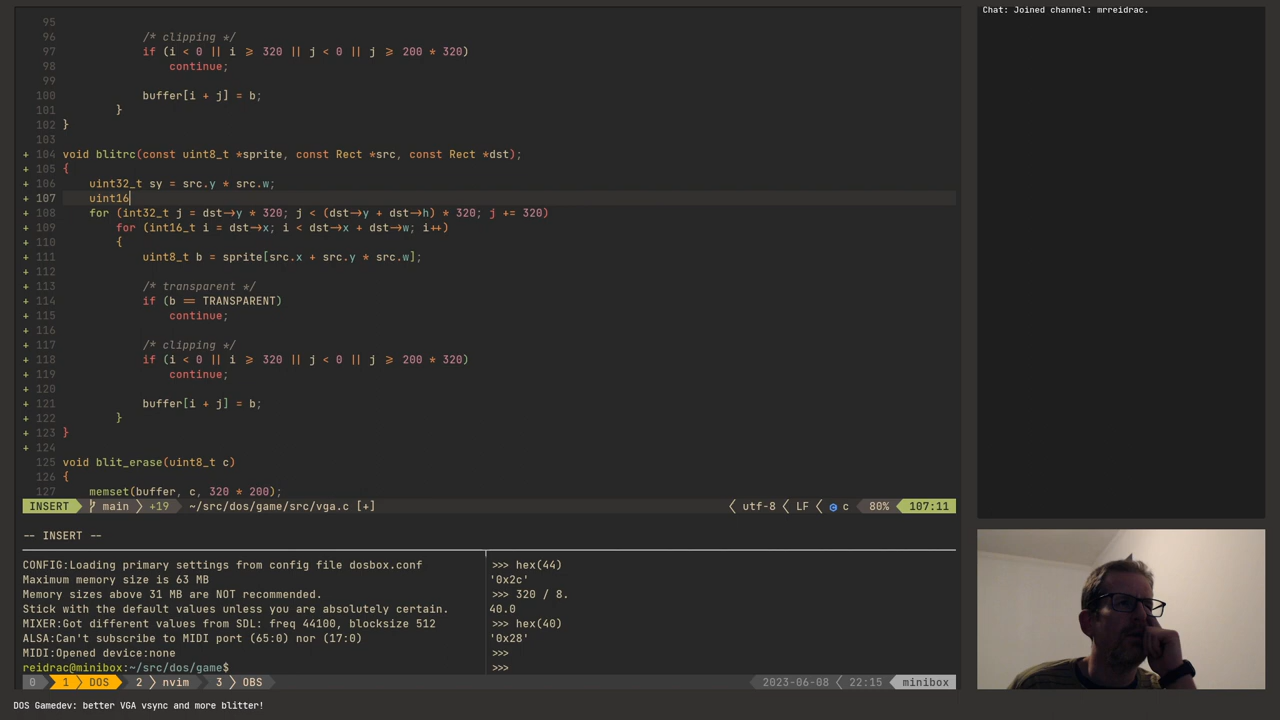 Chat: Joined channel: mrreidrac.
95
96 /* clipping */
97 if (i < 0 || i >= 320 || j < 0 || j >= 200 * 320)
98 continue;
99
100 buffer[i + j] = b;
101 }
102 }
103
+ 104 void blitrc(const uint8_t *sprite, const Rect *src, const Rect *dst);
+ 105 {
+ 106 uint32_t sy = src.y * src.w;
+ 107 uint16
+ 108 for (int32_t j = dst->y * 320; j < (dst->y + dst->h) * 320; j += 320)
+ 109 for (int16_t i = dst->x; i < dst->x + dst->w; i++)
+ 110 {
+ 111 uint8_t b = sprite[src.x + src.y * src.w];
+ 112
+ 113 /* transparent */
+ 114 if (b == TRANSPARENT)
+ 115 continue;
+ 116
+ 117 /* clipping */
+ 118 if (i < 0 || i >= 320 || j < 0 || j >= 200 * 320)
+ 119 continue;
+ 120
+ 121 buffer[i + j] = b;
+ 122 }
+ 123 }
+ 124
125 void blit_erase(uint8_t c)
126 {
127 memset(buffer, c, 320 * 200);
INSERT main +19 ~/src/dos/game/src/vga.c [+] utf-8 LF c 80% 107:11
-- INSERT --
CONFIG:Loading primary settings from config file dosbox.conf
Maximum memory size is 63 MB
Memory sizes above 31 MB are NOT recommended.
Stick with the default values unless you are absolutely certain.
MIXER:Got different values from SDL: freq 44100, blocksize 512
ALSA:Can't subscribe to MIDI port (65:0) nor (17:0)
MIDI:Opened device:none
reidrac@minibox:~/src/dos/game$
>>> hex(44)
'0x2c'
>>> 320 / 8.
40.0
>>> hex(40)
'0x28'
>>>
>>>
0 1 DOS 2 nvim 3 OBS 2023-06-08 22:15 minibox
DOS Gamedev: better VGA vsync and more blitter!